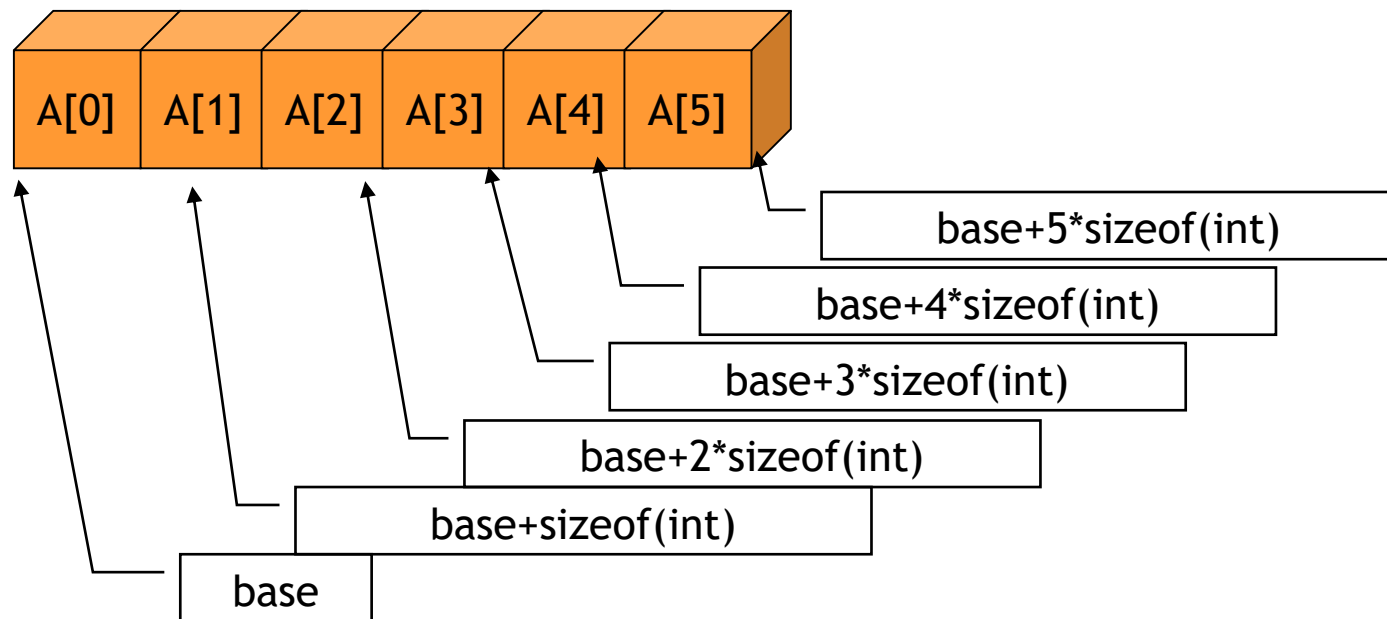 A[0] A[1] A[2] A[3] A[4] A[5]
base+5*sizeof(int)
base+4*sizeof(int)
base+3*sizeof(int)
base+2*sizeof(int)
base+sizeof(int)
base